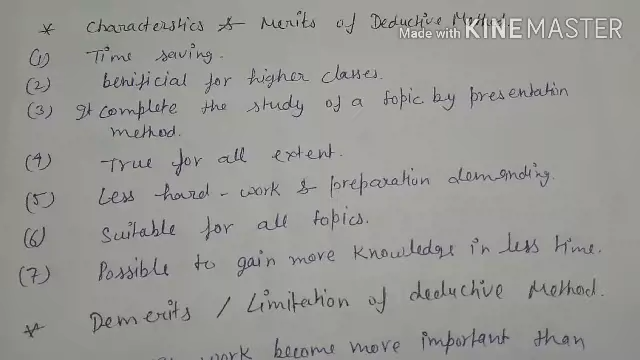 * Characterstics & Merits of Deductive Method
Made with KINEMASTER
(1) Time saving.
(2) benificial for higher classes.
(3) It complete the study of a topic by presentation
method.
(4) True for all extent.
(5) Less hard-work & preparation demanding.
(6) Suitable for all topics.
(7) Possible to gain more knowledge in less time.
* Demerits / Limitation of deductive Method.
work become more important than